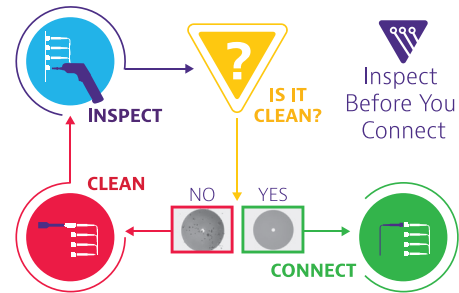 ?
INSPECT
IS IT
CLEAN?
Inspect
Before You
Connect
CLEAN
NO
YES
CONNECT